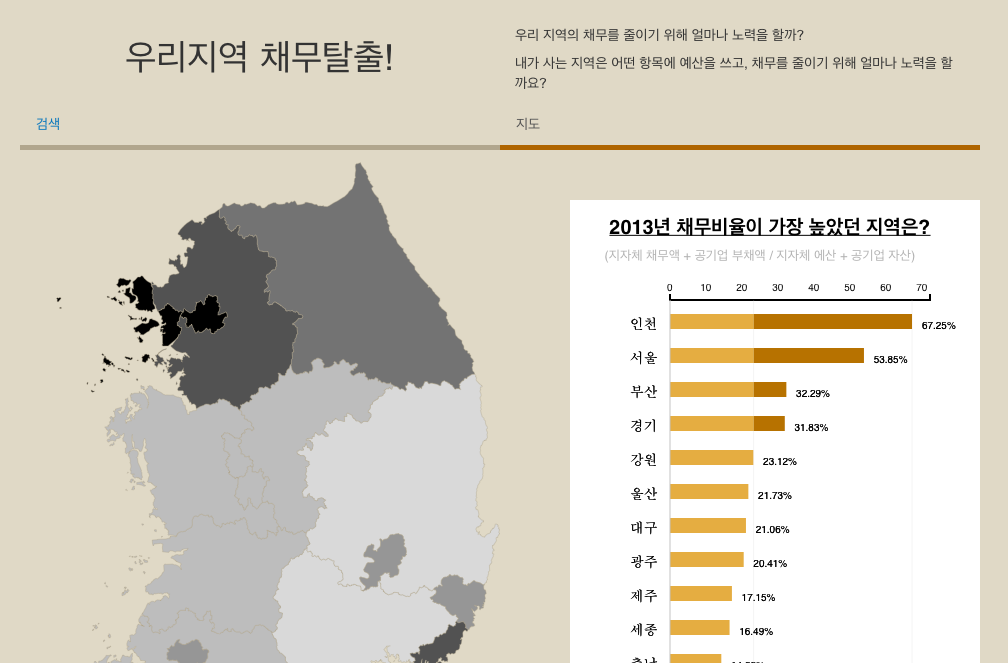 우리지역 채무탈출!
우리 지역의 채무를 줄이기 위해 얼마나 노력을 할까?
내가 사는 지역은 어떤 항목에 예산을 쓰고, 채무를 줄이기 위해 얼마나 노력을 할
까요?
검색
지도
2013년 채무비율이 가장 높았던 지역은?
(지자체 채무액 + 공기업 부채액 / 지자체 에산 + 공기업 자산)
0 10 20 30 40 50 60 70
인천 67.25%
서울 53.85%
부산 32.29%
경기 31.83%
강원 23.12%
울산 21.73%
대구 21.06%
광주 20.41%
제주 17.15%
세종 16.49%